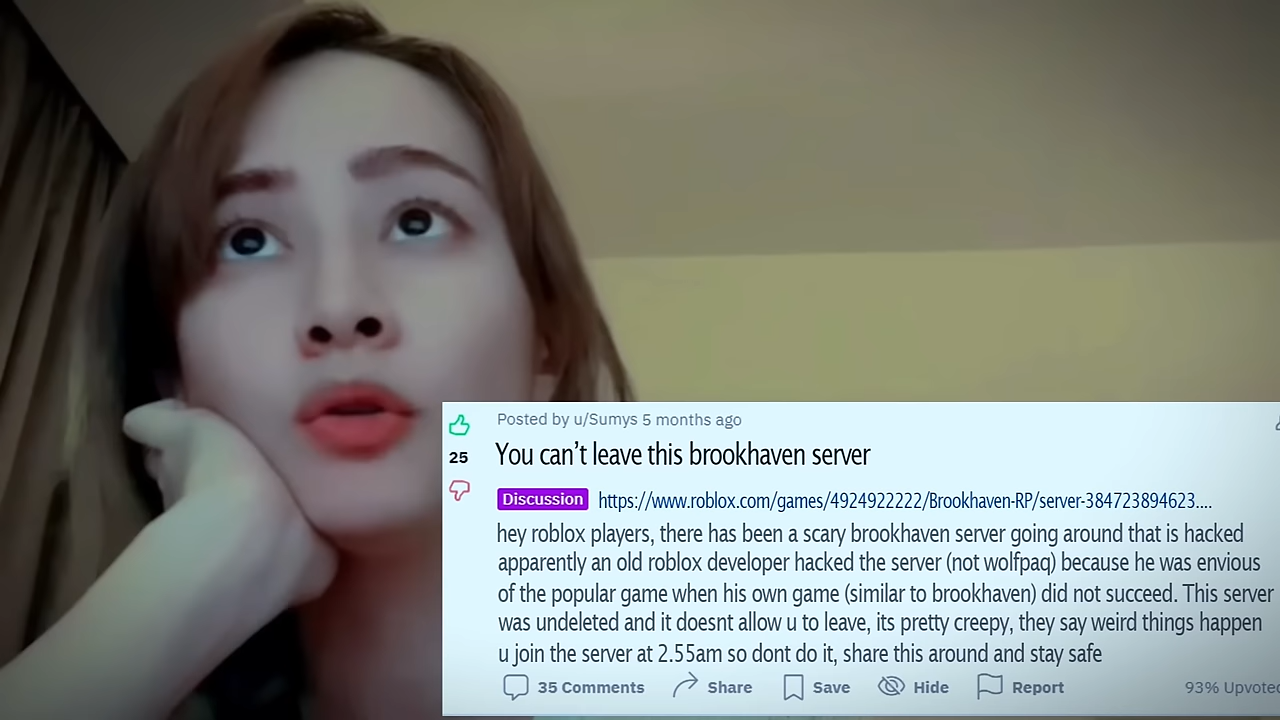 Posted by u/Sumys 5 months ago
25
You can't leave this brookhaven server
Discussion https://www.roblox.com/games/4924922222/Brookhaven-RP/server-384723894623....
hey roblox players, there has been a scary brookhaven server going around that is hacked
apparently an old roblox developer hacked the server (not wolfpaq) because he was envious
of the popular game when his own game (similar to brookhaven) did not succeed. This server
was undeleted and it doesnt allow u to leave, its pretty creepy, they say weird things happen
u join the server at 2.55am so dont do it, share this around and stay safe
35 Comments Share Save Hide Report 93% Upvote